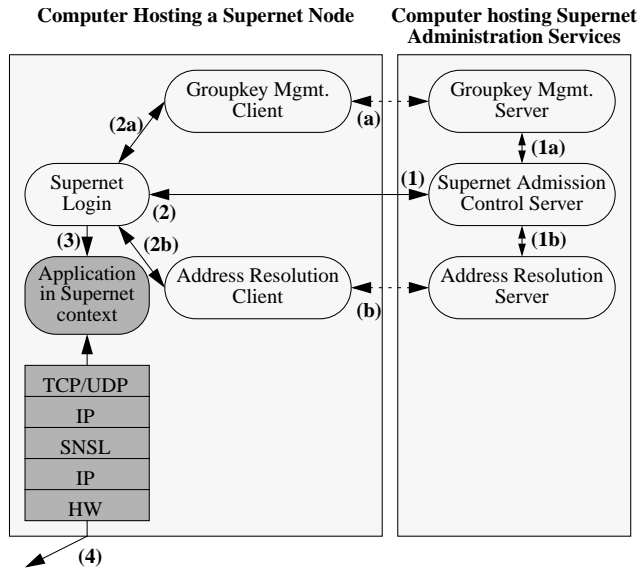 Computer Hosting a Supernet Node
Computer hosting Supernet
Administration Services
Groupkey Mgmt.
Client
(a)
Groupkey Mgmt.
Server
(2a)
(1a)
Supernet
Login
(2)
(1)
Supernet Admission
Control Server
(3)
(2b)
(1b)
Application
in Supernet
context
Address Resolution
Client
(b)
Address Resolution
Server
TCP/UDP
IP
SNSL
IP
HW
(4)